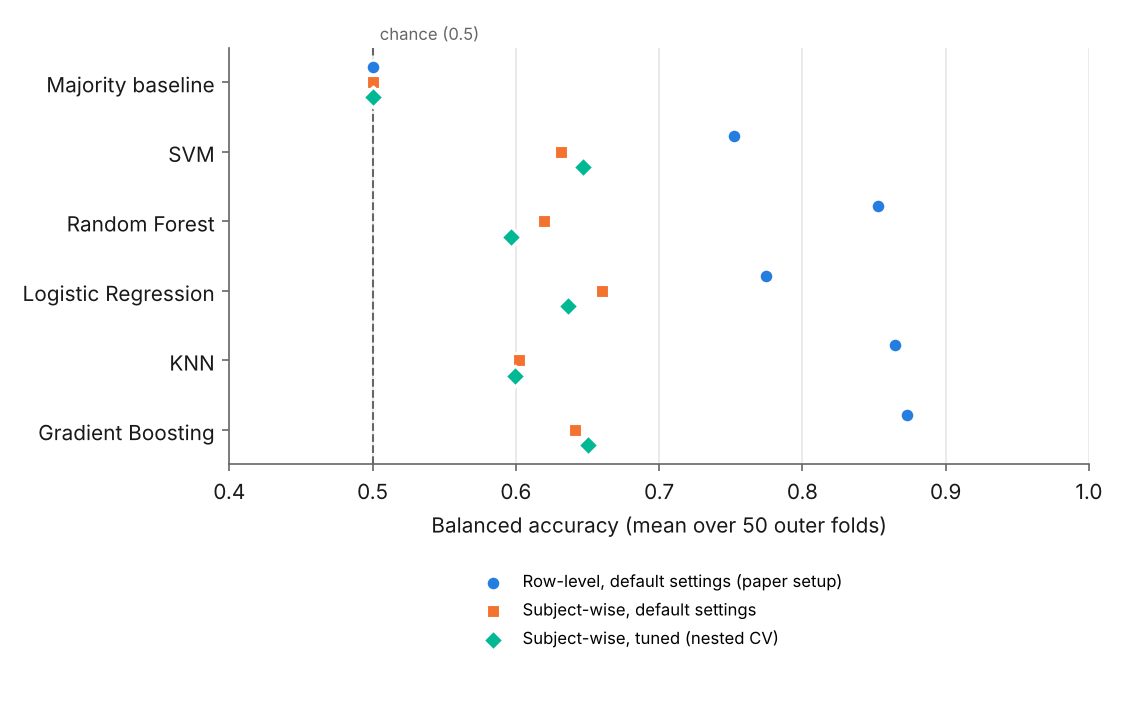 chance (0.5)
Majority baseline
SVM
Random Forest
Logistic Regression
KNN
Gradient Boosting
0.4 0.5 0.6 0.7 0.8 0.9 1.0
Balanced accuracy (mean over 50 outer folds)
Row-level, default settings (paper setup)
Subject-wise, default settings
Subject-wise, tuned (nested CV)